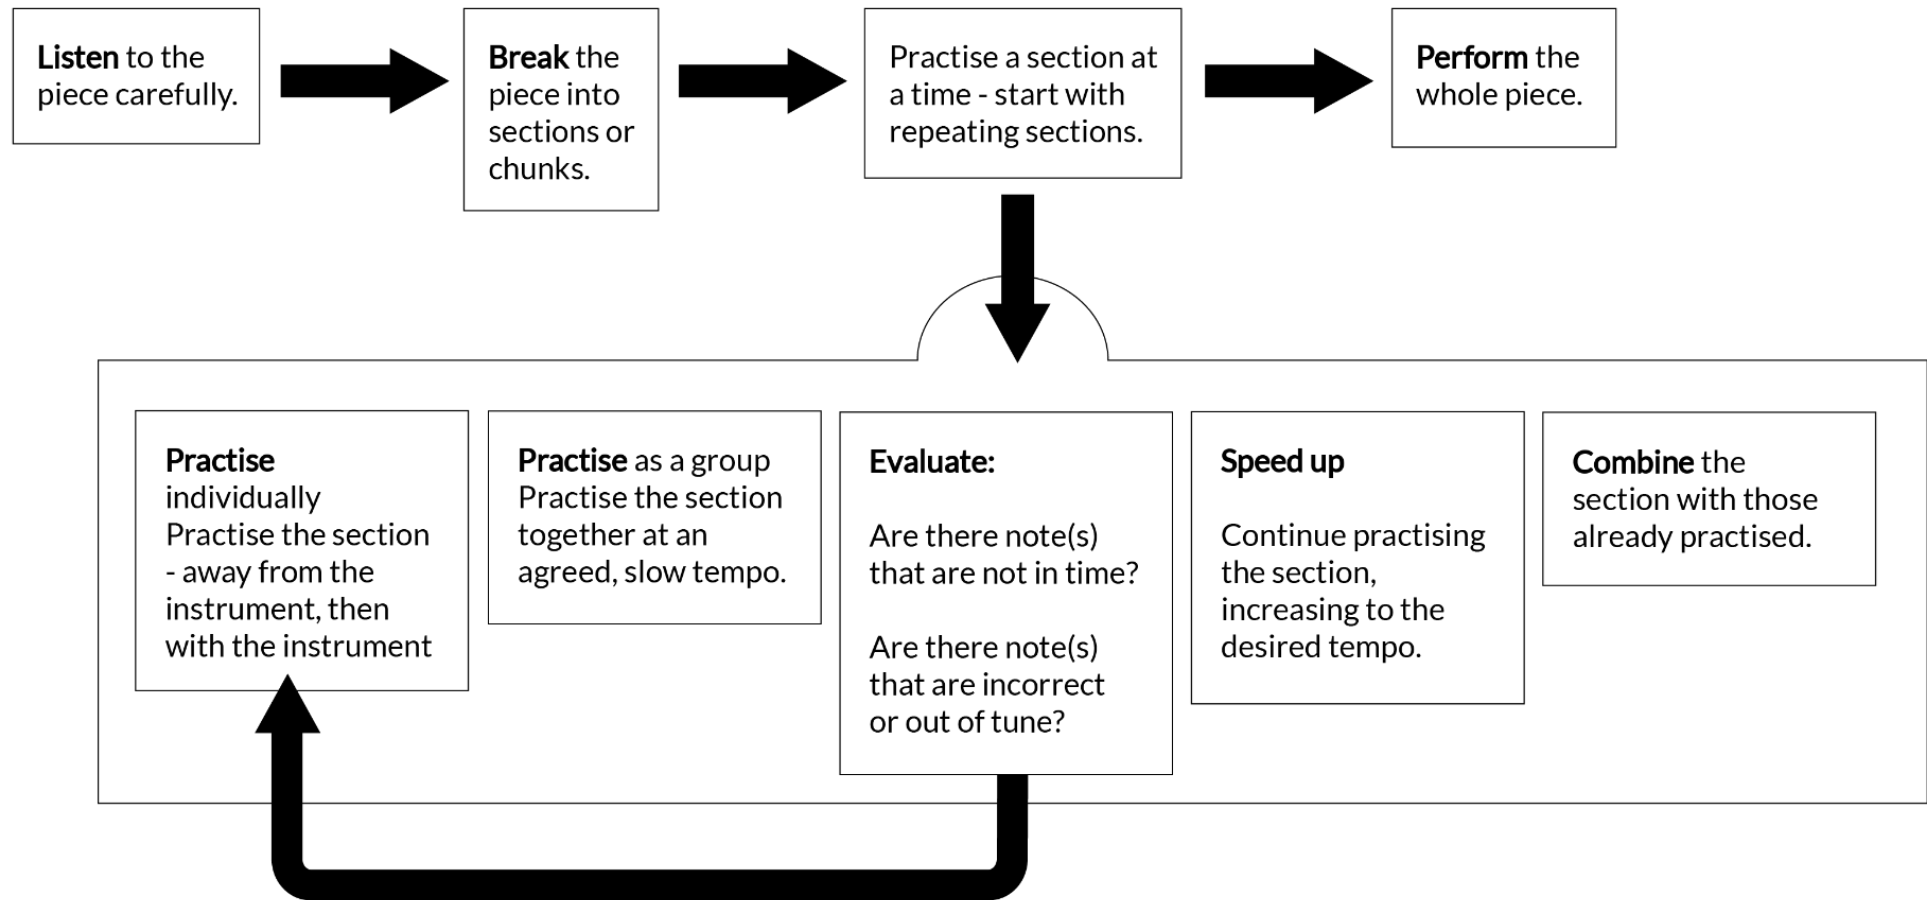 Listen to the
piece carefully.
Break the
piece into
sections or
chunks.
Practise a section at
a time - start with
repeating sections.
Perform the
whole piece.
Practise
individually
Practise the section
- away from the
instrument, then
with the instrument
Practise as a group
Practise the section
together at an
agreed, slow tempo.
Evaluate:
Are there note(s)
that are not in time?
Are there note(s)
that are incorrect
or out of tune?
Speed up
Continue practising
the section,
increasing to the
desired tempo.
Combine the
section with those
already practised.